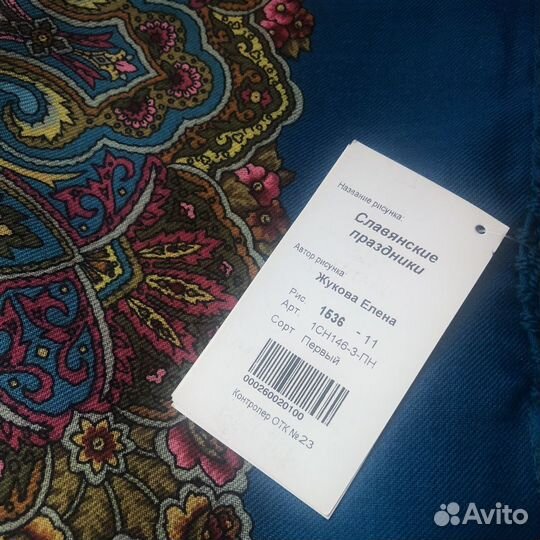 Название рисунка:
Славянские
праздники
Автор рисунка:
Жукова Елена
Рис. 1536 - 11
Арт. 1СН146-3-ПН
Сорт Первый
000260020100
Контролер ОТК № 23
Avito